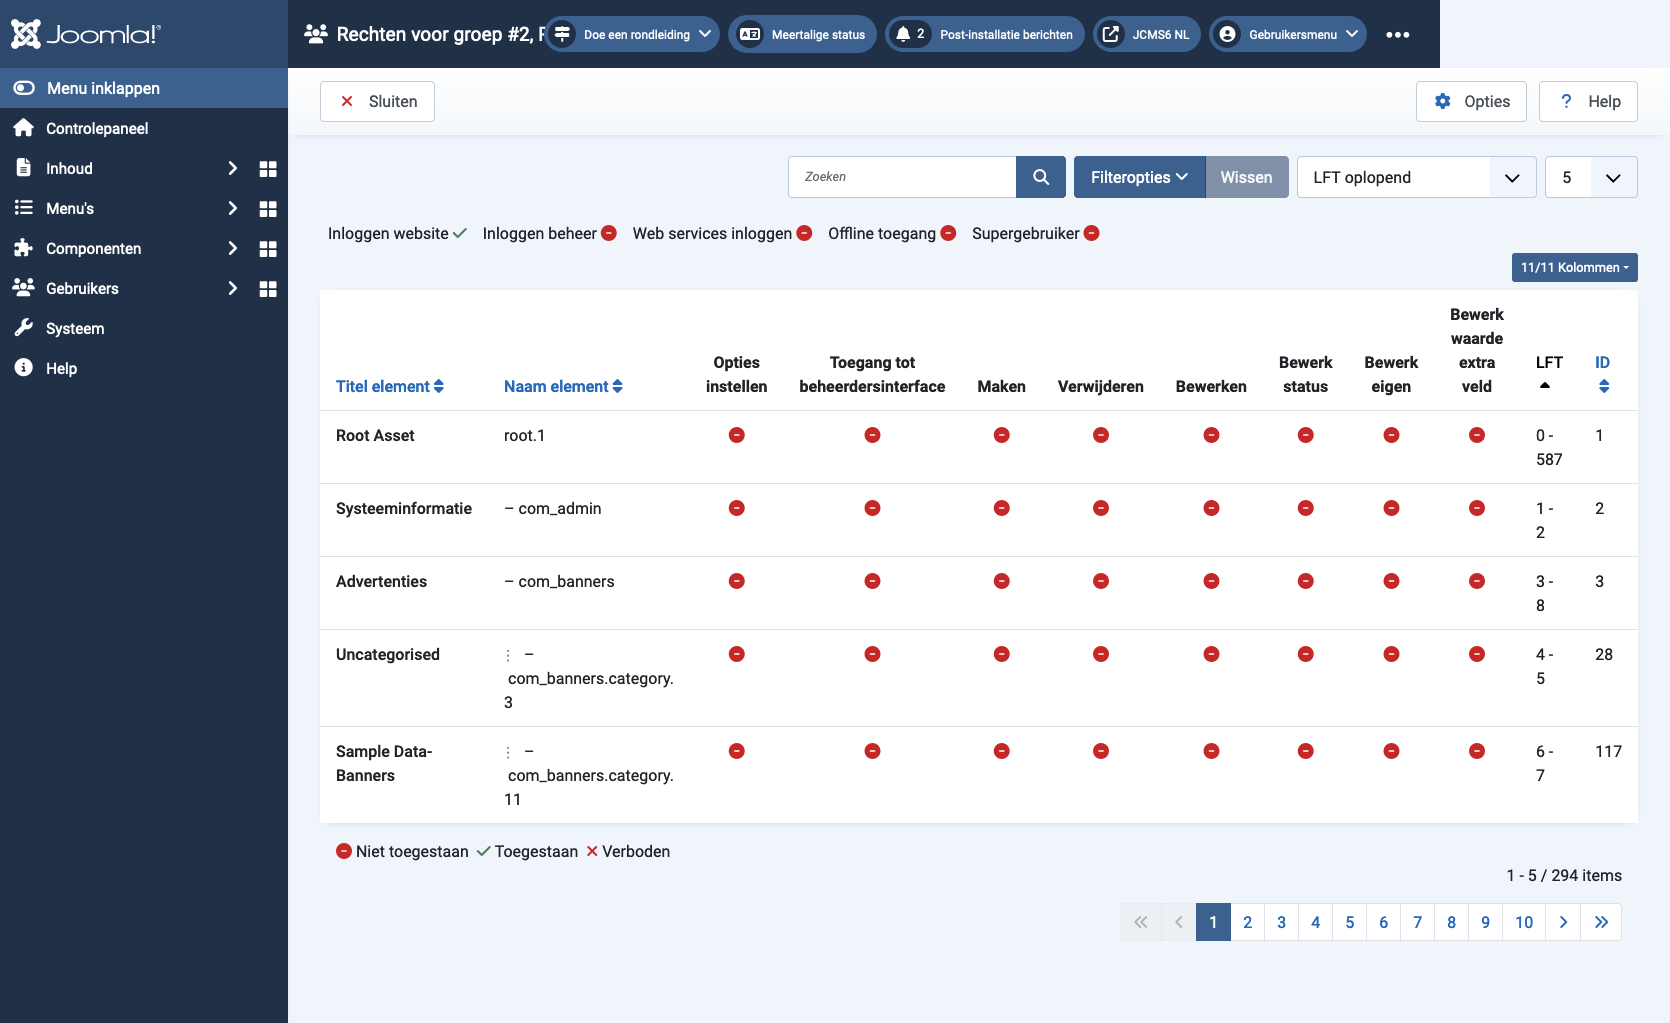 Joomla!®
Rechten voor groep #2,
Doe een rondleiding
Meertalige status
2 Post-installatie berichten
JCMS6 NL
Gebruikersmenu
Menu inklappen
Controlepaneel
Inhoud
Menu's
Componenten
Gebruikers
Systeem
Help
Sluiten
Opties
? Help
Zoeken
Filteropties
Wissen
LFT oplopend
5
Inloggen website
Inloggen beheer
Web services inloggen
Offline toegang
Supergebruiker
11/11 Kolommen
Titel element
Naam element
Opties
instellen
Toegang tot
beheerdersinterface
Maken
Verwijderen
Bewerken
Bewerk
status
Bewerk
eigen
Bewerk
waarde
extra
veld
LFT
ID
Root Asset
root.1
0 -
587
1
Systeeminformatie
– com_admin
1 -
2
2
Advertenties
– com_banners
3 -
8
3
Uncategorised
⋮ –
com_banners.category.
3
4 -
5
28
Sample Data-
Banners
⋮ –
com_banners.category.
11
6 -
7
117
Niet toegestaan
Toegestaan
Verboden
1 - 5 / 294 items
1 2 3 4 5 6 7 8 9 10